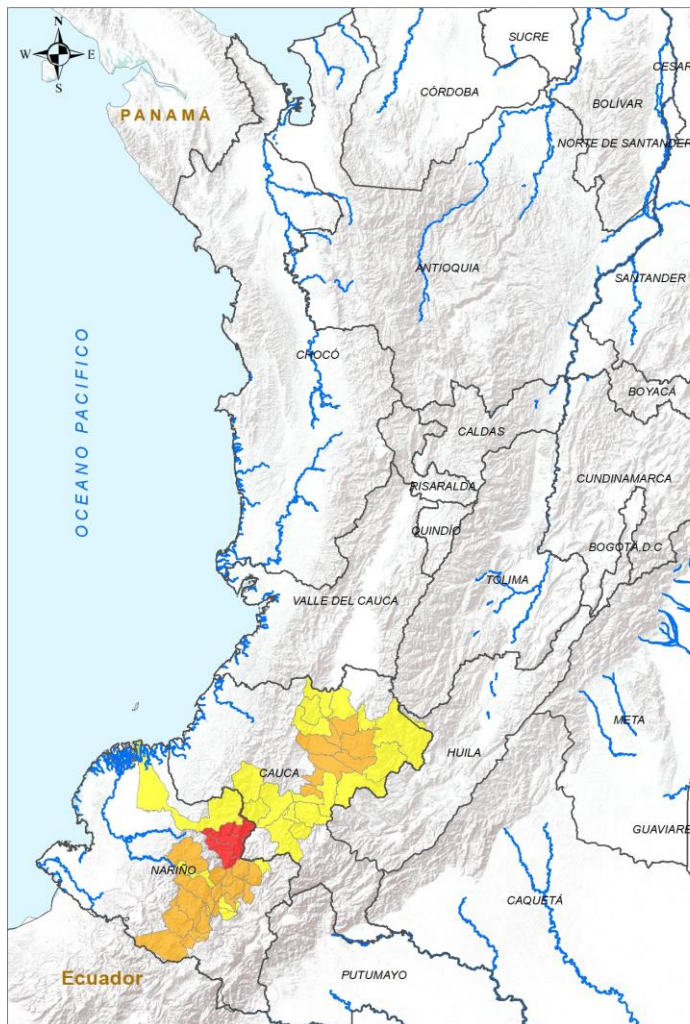 N
W E
S
PANAMÁ
SUCRE
CESAR
CÓRDOBA
BOLÍVAR
NORTE DE SANTANDER
ANTIOQUIA
SANTANDER
OCEANO PACIFICO
CHOCÓ
BOYACÁ
CALDAS
CUNDINAMARCA
RISARALDA
QUINDÍO
BOGOTÁ,D.C
TOLIMA
VALLE DEL CAUCA
META
HUILA
CAUCA
GUAVIARE
NARIÑO
CAQUETÁ
Ecuador
PUTUMAYO